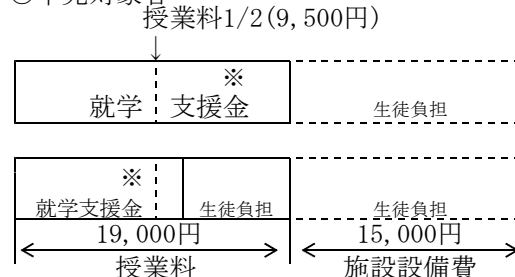 授業料1/2(9,500円)
↓
※
就学 支援金 生徒負担
※
就学支援金 生徒負担 生徒負担
19,000円 15,000円
授業料 施設設備費